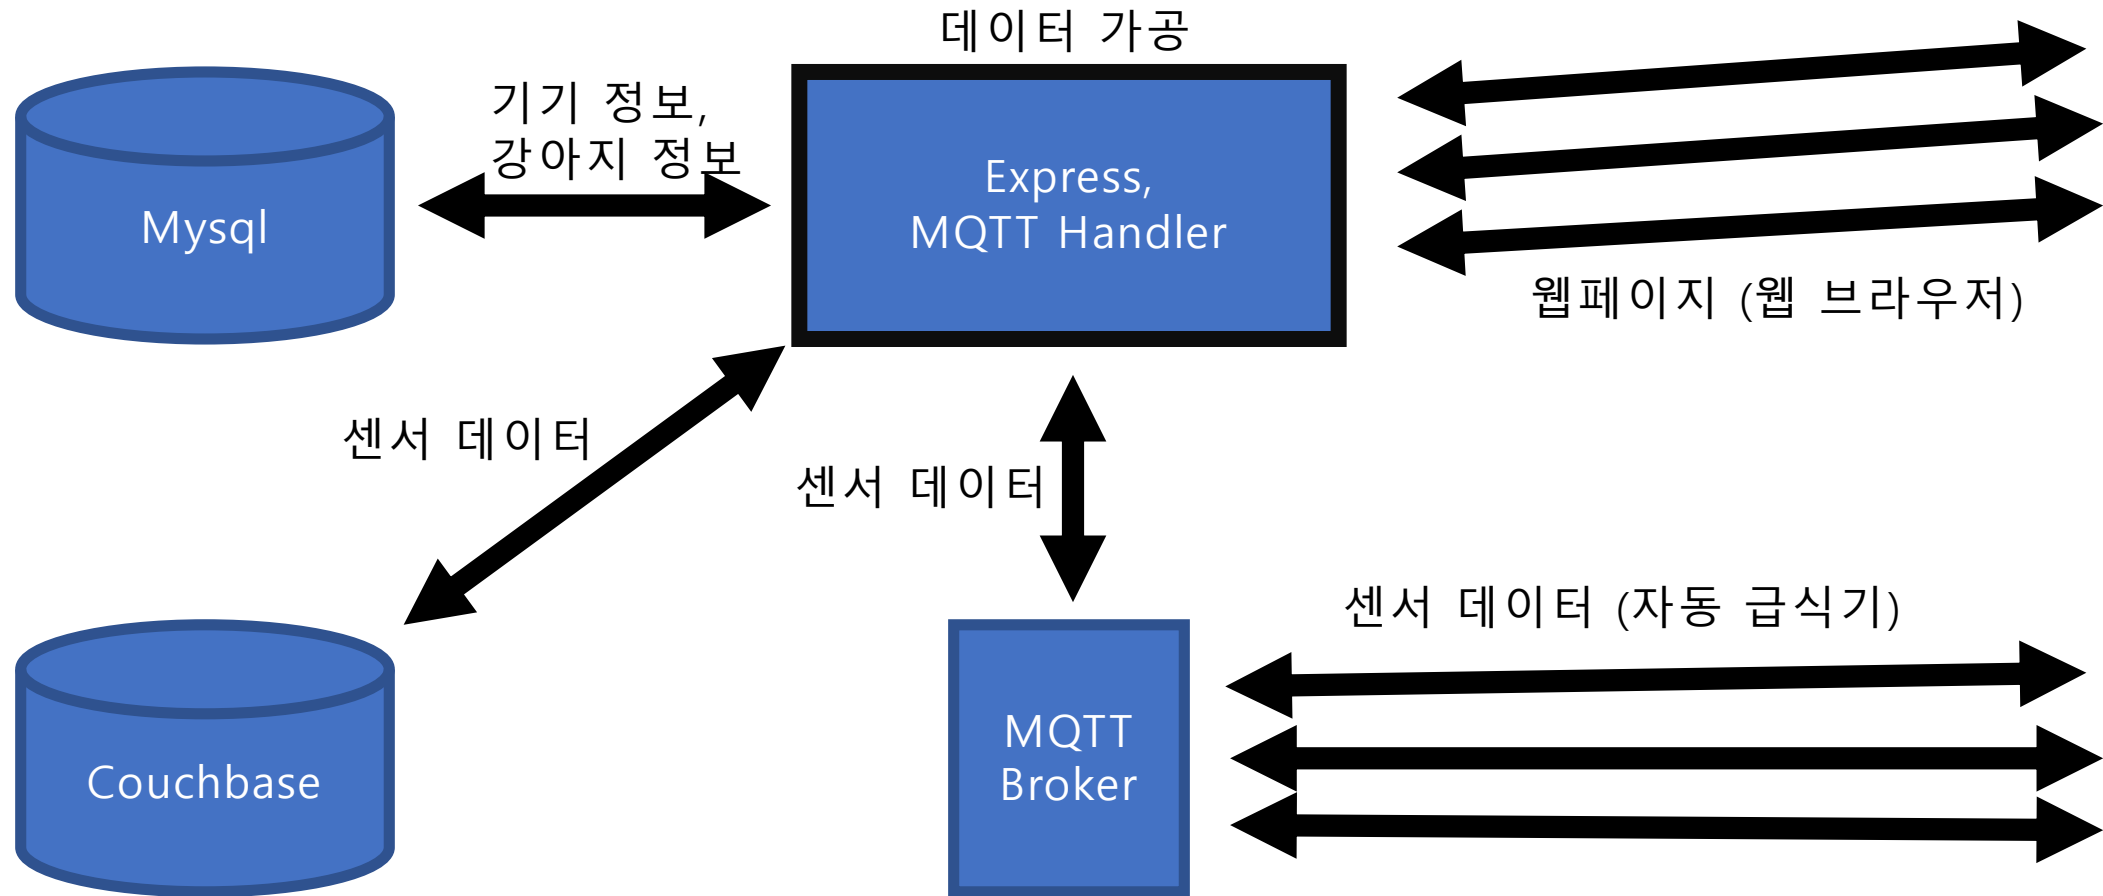 데이터 가공
기기 정보,
강아지 정보
Mysql
Express,
MQTT Handler
웹페이지 (웹 브라우저)
센서 데이터
센서 데이터
센서 데이터 (자동 급식기)
Couchbase
MQTT
Broker